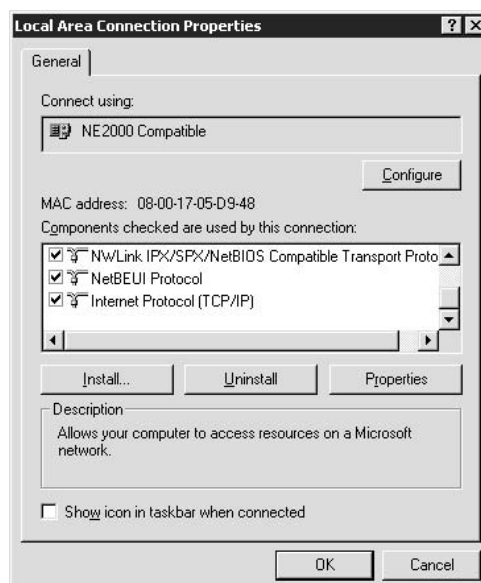 Local Area Connection Properties
General
Connect using:
NE2000 Compatible
Configure
MAC address: 08-00-17-05-D9-48
Components checked are used by this connection:
NWLink IPX/SPX/NetBIOS Compatible Transport Proto
NetBEUI Protocol
Internet Protocol (TCP/IP)
Install... Uninstall Properties
Description
Allows your computer to access resources on a Microsoft
network.
Show icon in taskbar when connected
OK Cancel